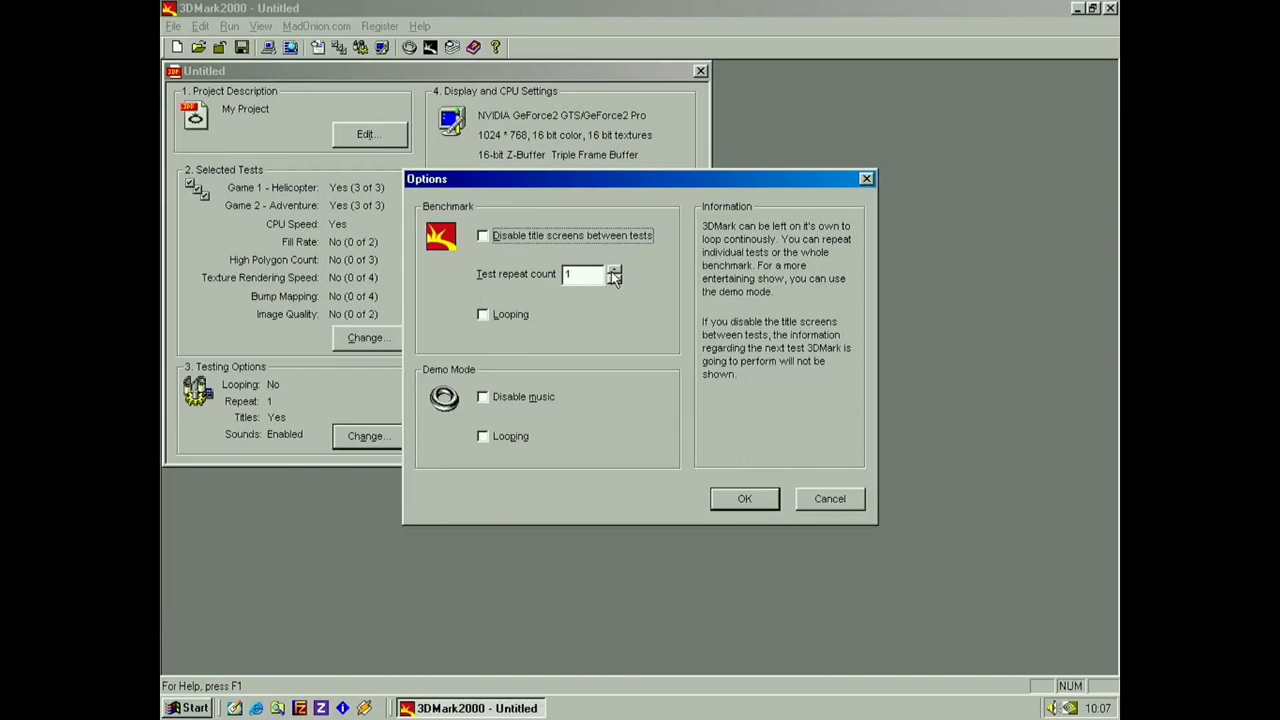 3DMark2000 - Untitled
File Edit Run View MadOnion.com Register Help
Untitled
1. Project Description
My Project
Edit...
2. Selected Tests
Game 1 - Helicopter: Yes (3 of 3)
Game 2 - Adventure: Yes (3 of 3)
CPU Speed: Yes
Fill Rate: No (0 of 2)
High Polygon Count: No (0 of 3)
Texture Rendering Speed: No (0 of 4)
Bump Mapping: No (0 of 4)
Image Quality: No (0 of 2)
Change...
3. Testing Options
Looping: No
Repeat: 1
Titles: Yes
Sounds: Enabled
Change...
4. Display and CPU Settings
NVIDIA GeForce2 GTS/GeForce2 Pro
1024 * 768, 16 bit color, 16 bit textures
16-bit Z-Buffer Triple Frame Buffer
Options
Benchmark
Disable title screens between tests
Test repeat count 1
Looping
Demo Mode
Disable music
Looping
Information
3DMark can be left on it's own to
loop continously. You can repeat
individual tests or the whole
benchmark. For a more
entertaining show, you can use
the demo mode.
If you disable the title screens
between tests, the information
regarding the next test 3DMark is
going to perform will not be
shown.
OK Cancel
For Help, press F1
NUM
Start
3DMark2000 - Untitled
10:07